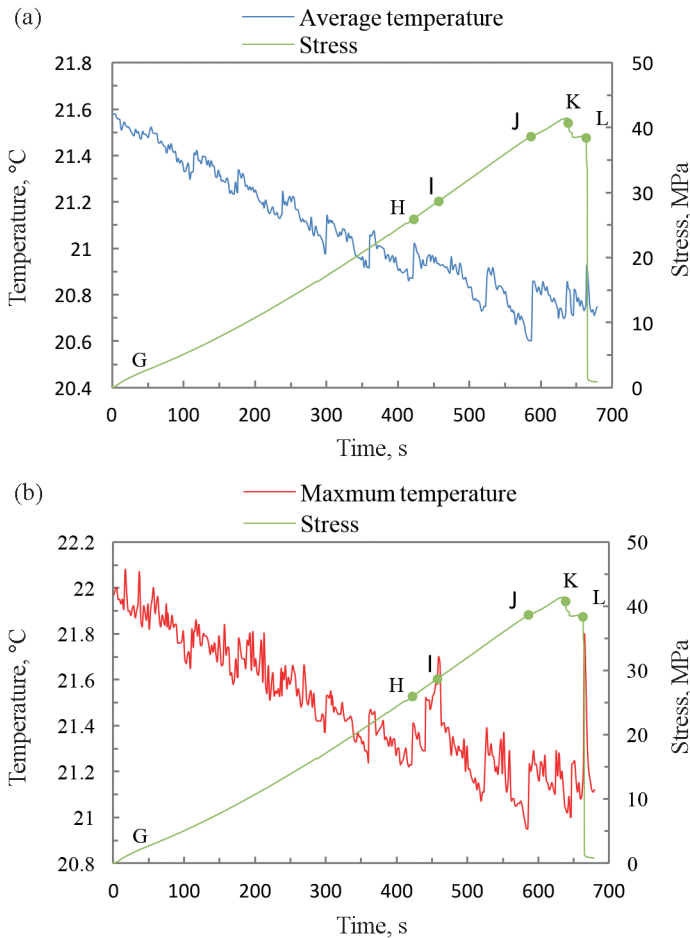 (a)
Average temperature
Stress
21.8
21.6
21.4
21.2
21
20.8
20.6
20.4
Temperature, °C
50
40
30
20
10
0
Stress, MPa
G
H
I
J
K
L
0 100 200 300 400 500 600 700
Time, s
(b)
Maxmum temperature
Stress
22.2
22
21.8
21.6
21.4
21.2
21
20.8
Temperature, °C
50
40
30
20
10
0
Stress, MPa
G
H
I
J
K
L
0 100 200 300 400 500 600 700
Time, s